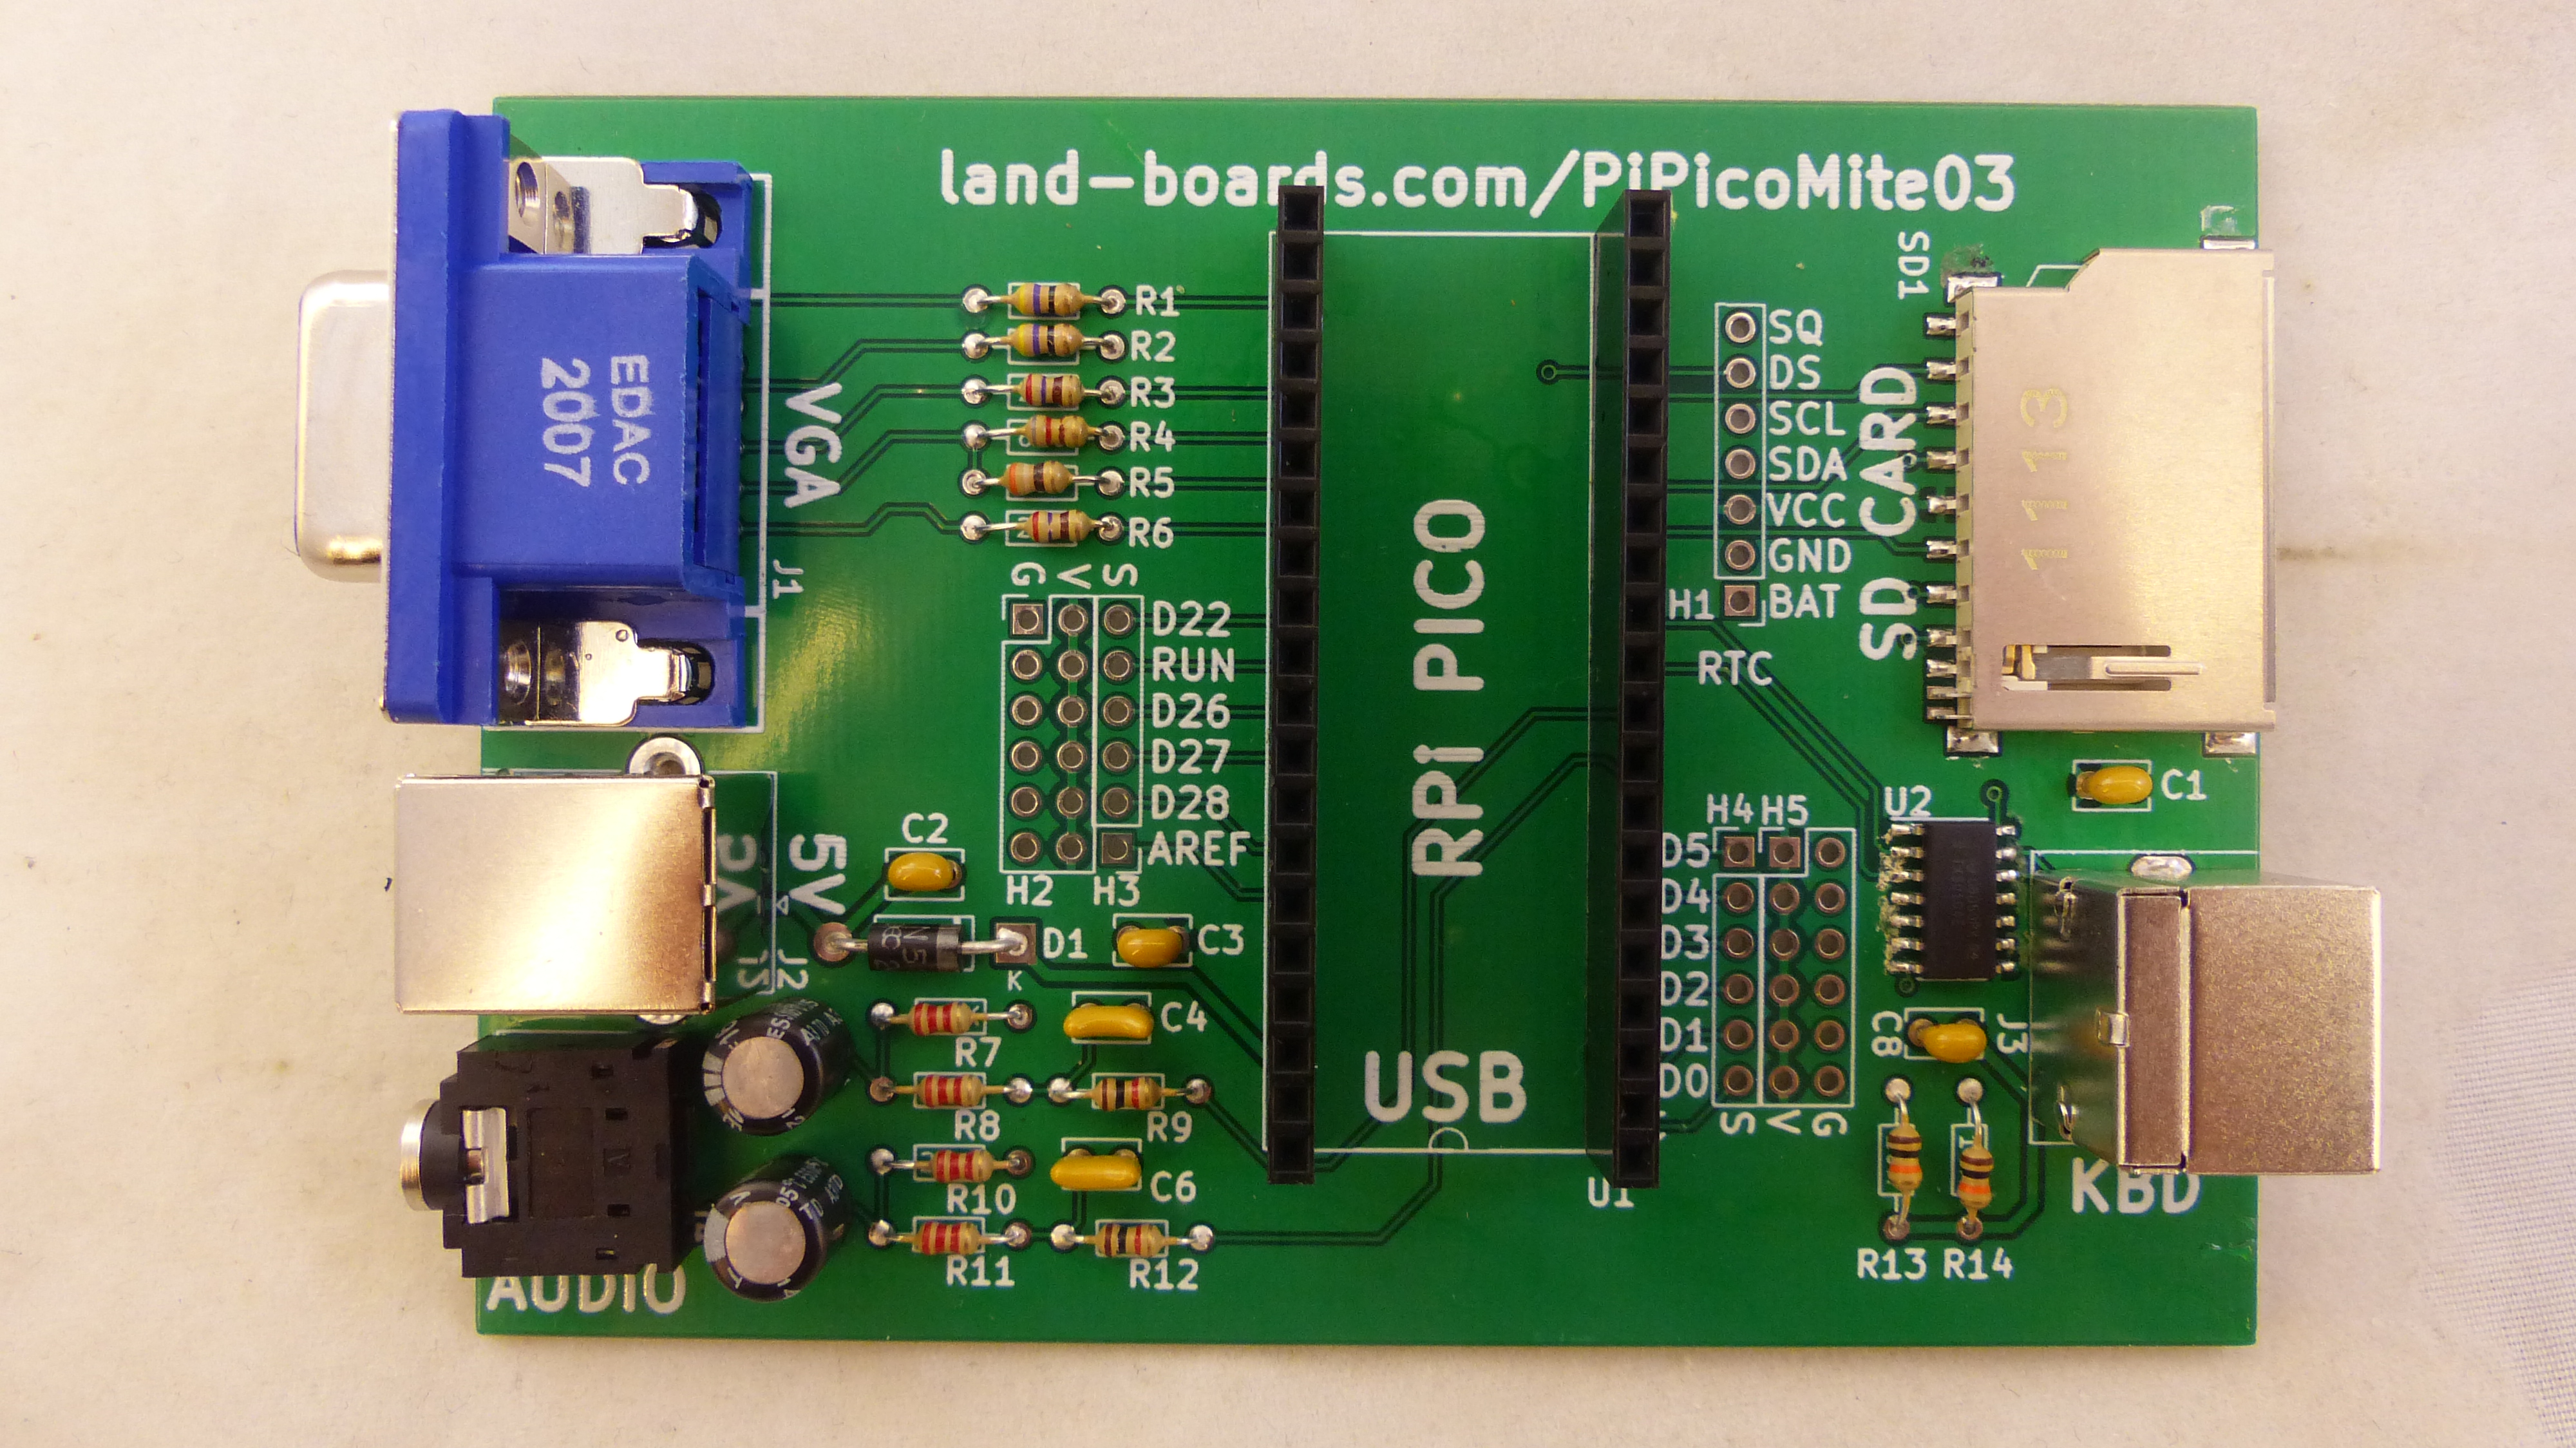 land-boards.com/PiPicoMite03
EDAC
2007
VGA
J1
R1
R2
R3
R4
R5
R6
G V S
D22
RUN
D26
D27
D28
AREF
H2 H3
RPi PICO
USB
U1
SD1
SQ
DS
SCL
SDA
VCC
GND
H1 BAT
RTC
SD CARD
1113
C1
U2
H4 H5
D5
D4
D3
D2
D1
D0
S V G
5V
J2
C2
D1
K
C3
R7
C4
R8
R9
R10
C6
R11
R12
AUDIO
C8
J3
KBD
R13 R14